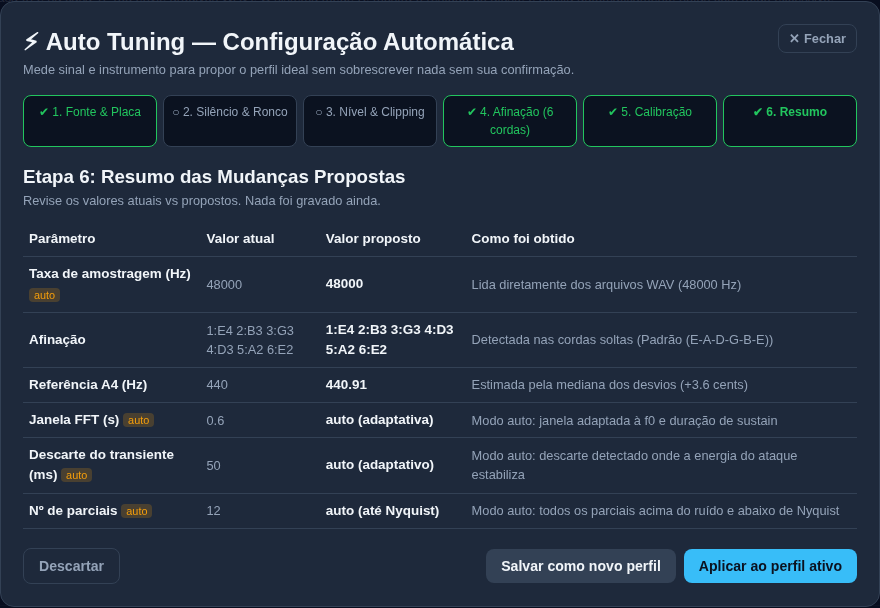 ⚡ Auto Tuning — Configuração Automática
✕ Fechar
Mede sinal e instrumento para propor o perfil ideal sem sobrescrever nada sem sua confirmação.
✔ 1. Fonte & Placa
○ 2. Silêncio & Ronco
○ 3. Nível & Clipping
✔ 4. Afinação (6
cordas)
✔ 5. Calibração
✔ 6. Resumo
Etapa 6: Resumo das Mudanças Propostas
Revise os valores atuais vs propostos. Nada foi gravado ainda.
Parâmetro Valor atual Valor proposto Como foi obtido
Taxa de amostragem (Hz)
auto
48000
48000
Lida diretamente dos arquivos WAV (48000 Hz)
Afinação
1:E4 2:B3 3:G3
4:D3 5:A2 6:E2
1:E4 2:B3 3:G3 4:D3
5:A2 6:E2
Detectada nas cordas soltas (Padrão (E-A-D-G-B-E))
Referência A4 (Hz) 440 440.91 Estimada pela mediana dos desvios (+3.6 cents)
Janela FFT (s) auto 0.6 auto (adaptativa) Modo auto: janela adaptada à f0 e duração de sustain
Descarte do transiente
(ms) auto
50
auto (adaptativo)
Modo auto: descarte detectado onde a energia do ataque
estabiliza
Nº de parciais auto 12 auto (até Nyquist) Modo auto: todos os parciais acima do ruído e abaixo de Nyquist
Descartar
Salvar como novo perfil
Aplicar ao perfil ativo